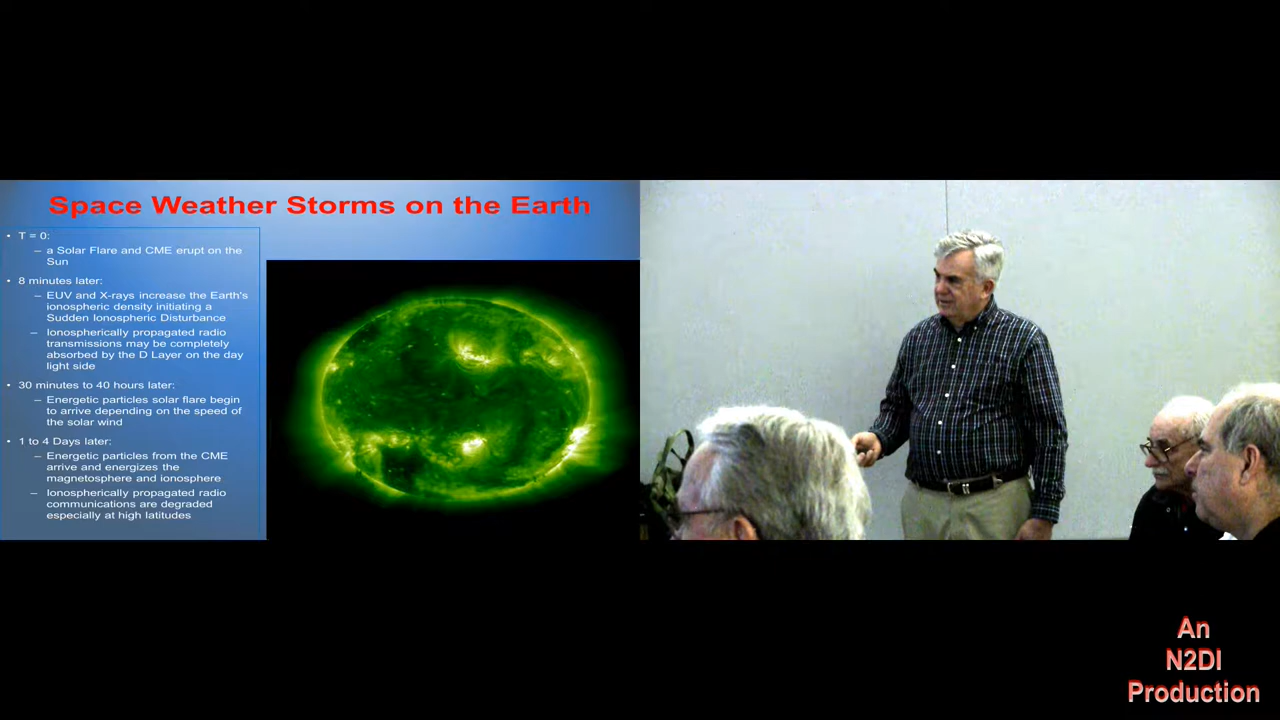 Space Weather Storms on the Earth
• T = 0:
– a Solar Flare and CME erupt on the
Sun
• 8 minutes later:
– EUV and X-rays increase the Earth's
ionospheric density initiating a
Sudden Ionospheric Disturbance
– Ionospherically propagated radio
transmissions may be completely
absorbed by the D Layer on the day
light side
• 30 minutes to 40 hours later:
– Energetic particles solar flare begin
to arrive depending on the speed of
the solar wind
• 1 to 4 Days later:
– Energetic particles from the CME
arrive and energizes the
magnetosphere and ionosphere
– Ionospherically propagated radio
communications are degraded
especially at high latitudes
An
N2DI
Production